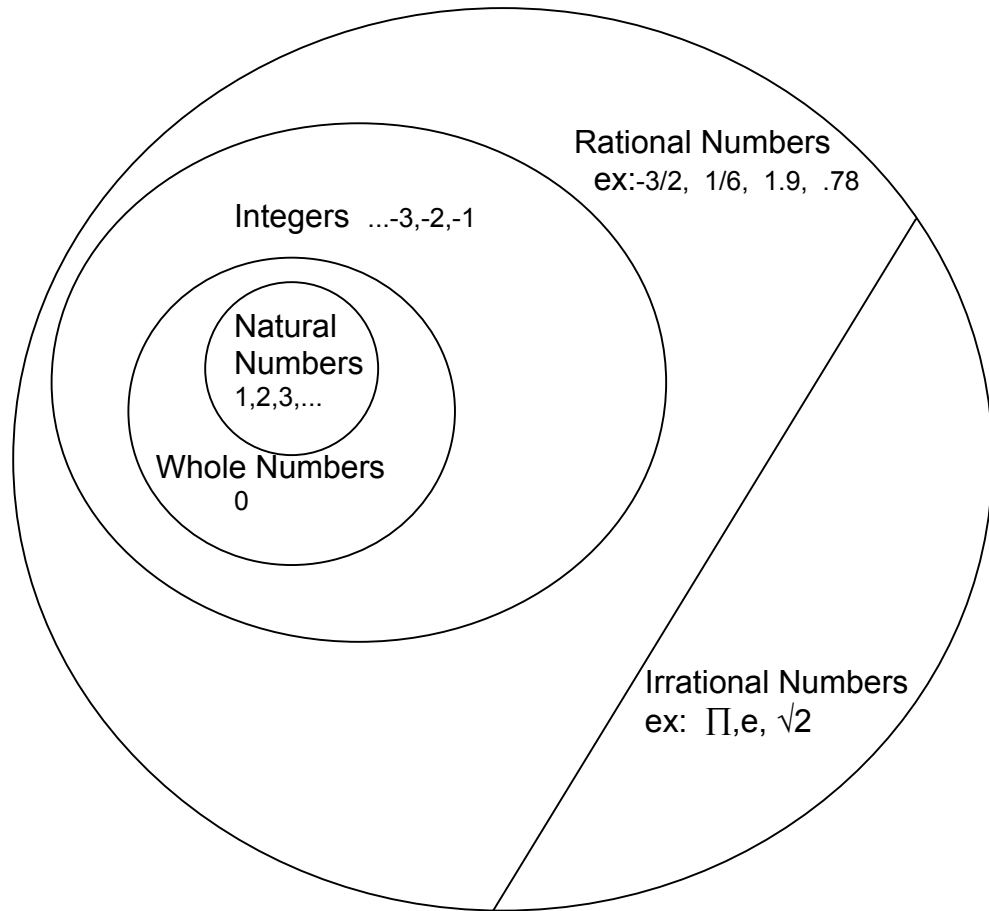 Rational Numbers
ex:-3/2, 1/6, 1.9, .78
Integers ...-3,-2,-1
Natural
Numbers
1,2,3,...
Whole Numbers
0
Irrational Numbers
ex: ∏,e, √2